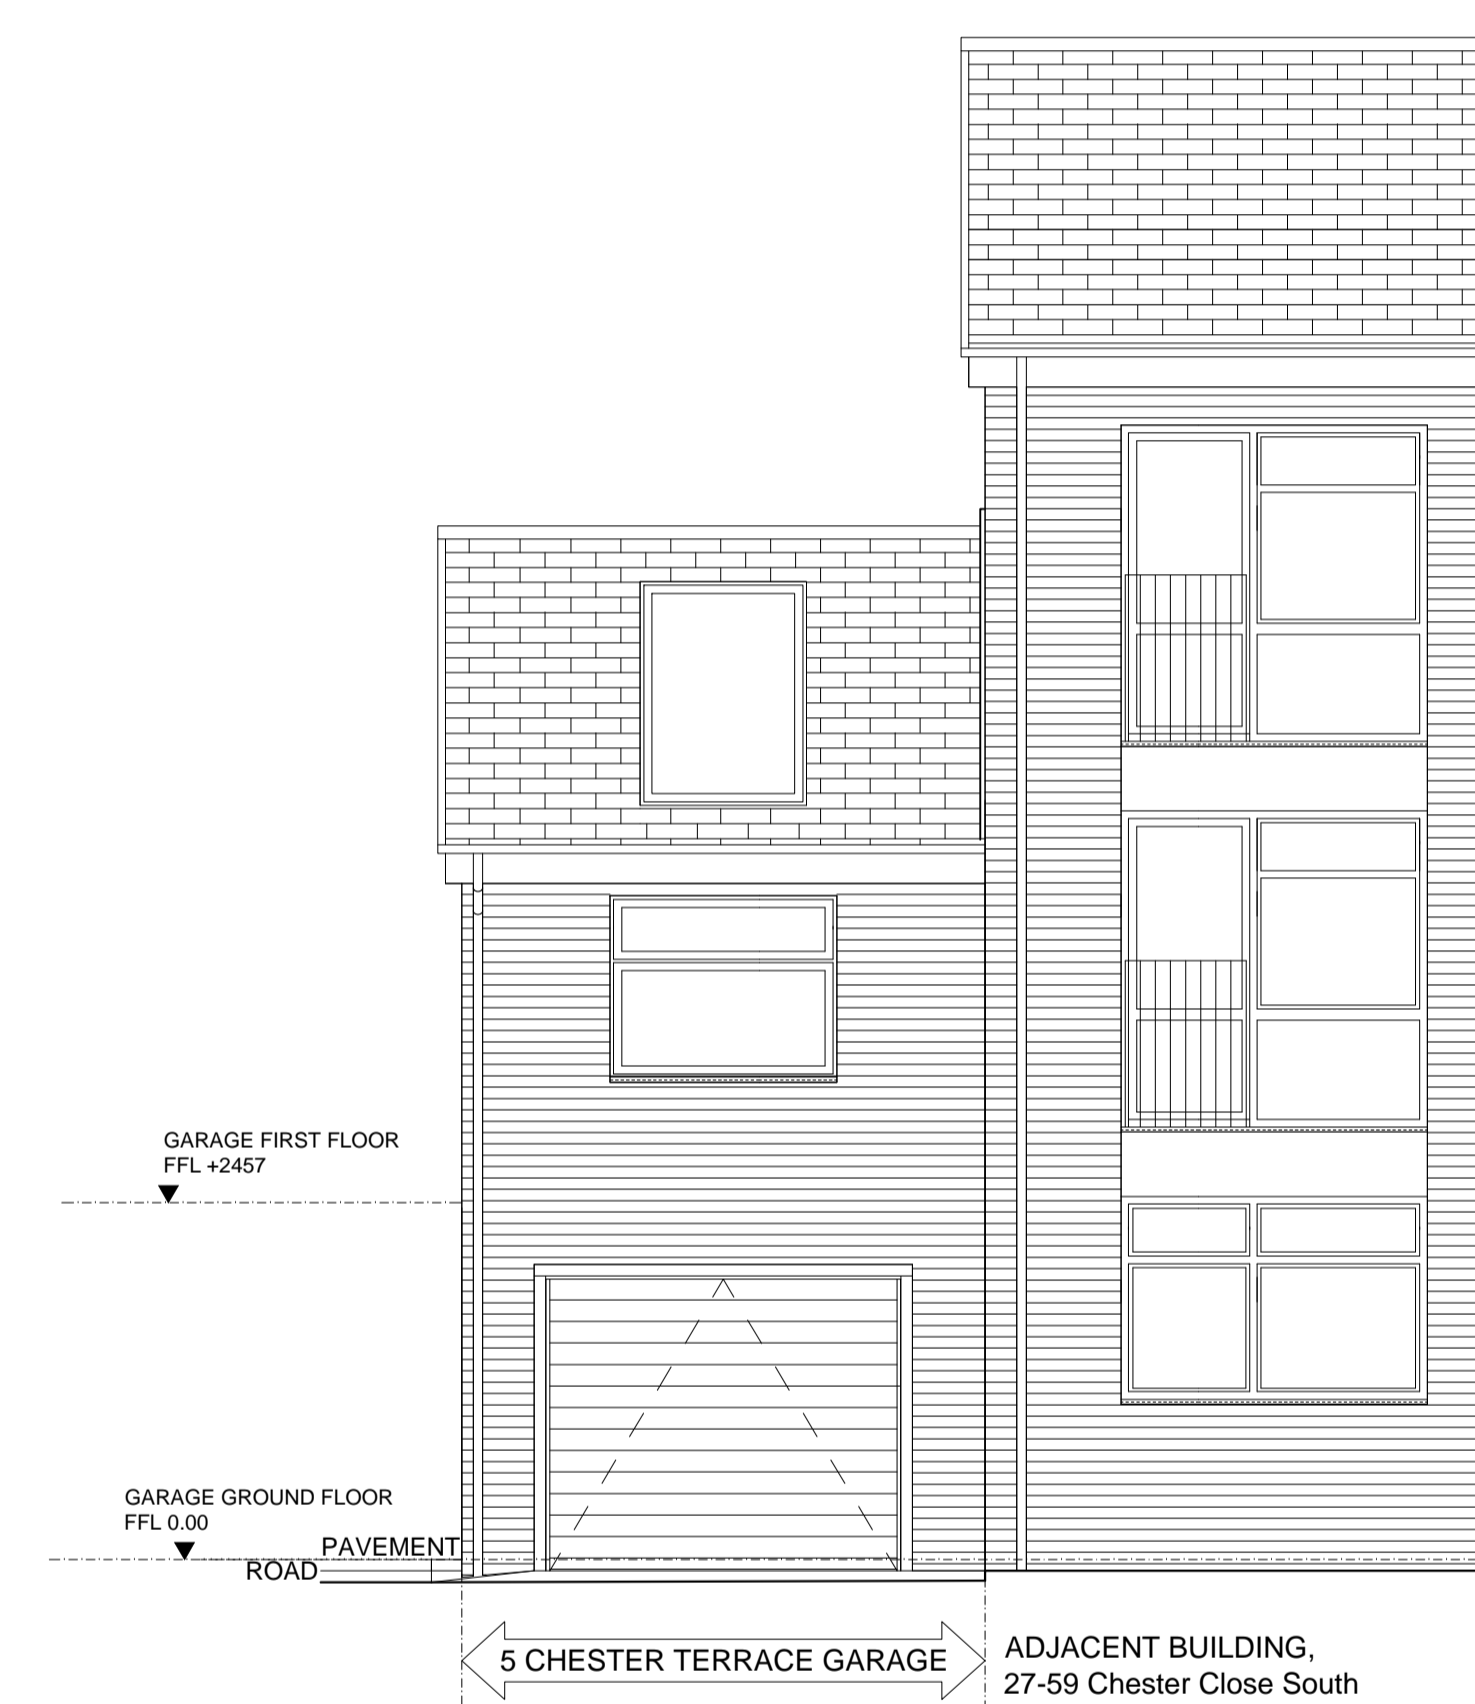 GARAGE FIRST FLOOR
FFL +2457
GARAGE GROUND FLOOR
FFL 0.00
PAVEMENT
ROAD
5 CHESTER TERRACE GARAGE
ADJACENT BUILDING,
27-59 Chester Close South